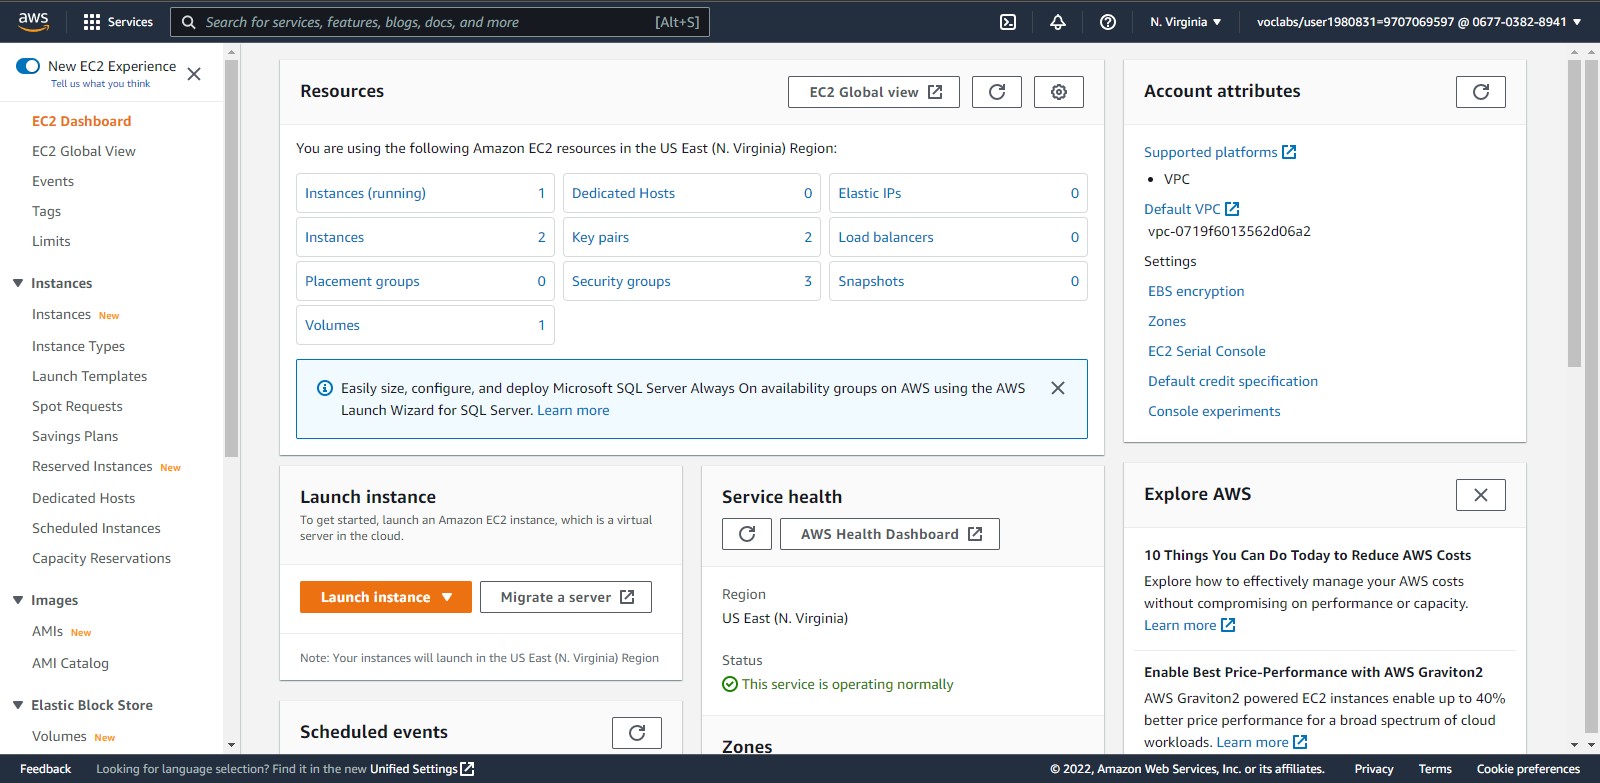 aws
Services
Search for services, features, blogs, docs, and more [Alt+S]
N. Virginia
voclabs/user1980831=9707069597 @ 0677-0382-8941
New EC2 Experience
Tell us what you think
EC2 Dashboard
EC2 Global View
Events
Tags
Limits
Instances
Instances New
Instance Types
Launch Templates
Spot Requests
Savings Plans
Reserved Instances New
Dedicated Hosts
Scheduled Instances
Capacity Reservations
Images
AMIs New
AMI Catalog
Elastic Block Store
Volumes New
Resources
EC2 Global view
You are using the following Amazon EC2 resources in the US East (N. Virginia) Region:
Instances (running) 1
Dedicated Hosts 0
Elastic IPs 0
Instances 2
Key pairs 2
Load balancers 0
Placement groups 0
Security groups 3
Snapshots 0
Volumes 1
Easily size, configure, and deploy Microsoft SQL Server Always On availability groups on AWS using the AWS
Launch Wizard for SQL Server. Learn more
Launch instance
To get started, launch an Amazon EC2 instance, which is a virtual
server in the cloud.
Launch instance
Migrate a server
Note: Your instances will launch in the US East (N. Virginia) Region
Scheduled events
Service health
AWS Health Dashboard
Region
US East (N. Virginia)
Status
This service is operating normally
Zones
Account attributes
Supported platforms
• VPC
Default VPC
vpc-0719f6013562d06a2
Settings
EBS encryption
Zones
EC2 Serial Console
Default credit specification
Console experiments
Explore AWS
10 Things You Can Do Today to Reduce AWS Costs
Explore how to effectively manage your AWS costs
without compromising on performance or capacity.
Learn more
Enable Best Price-Performance with AWS Graviton2
AWS Graviton2 powered EC2 instances enable up to 40%
better price performance for a broad spectrum of cloud
workloads. Learn more
Feedback
Looking for language selection? Find it in the new Unified Settings
© 2022, Amazon Web Services, Inc. or its affiliates.
Privacy
Terms
Cookie preferences